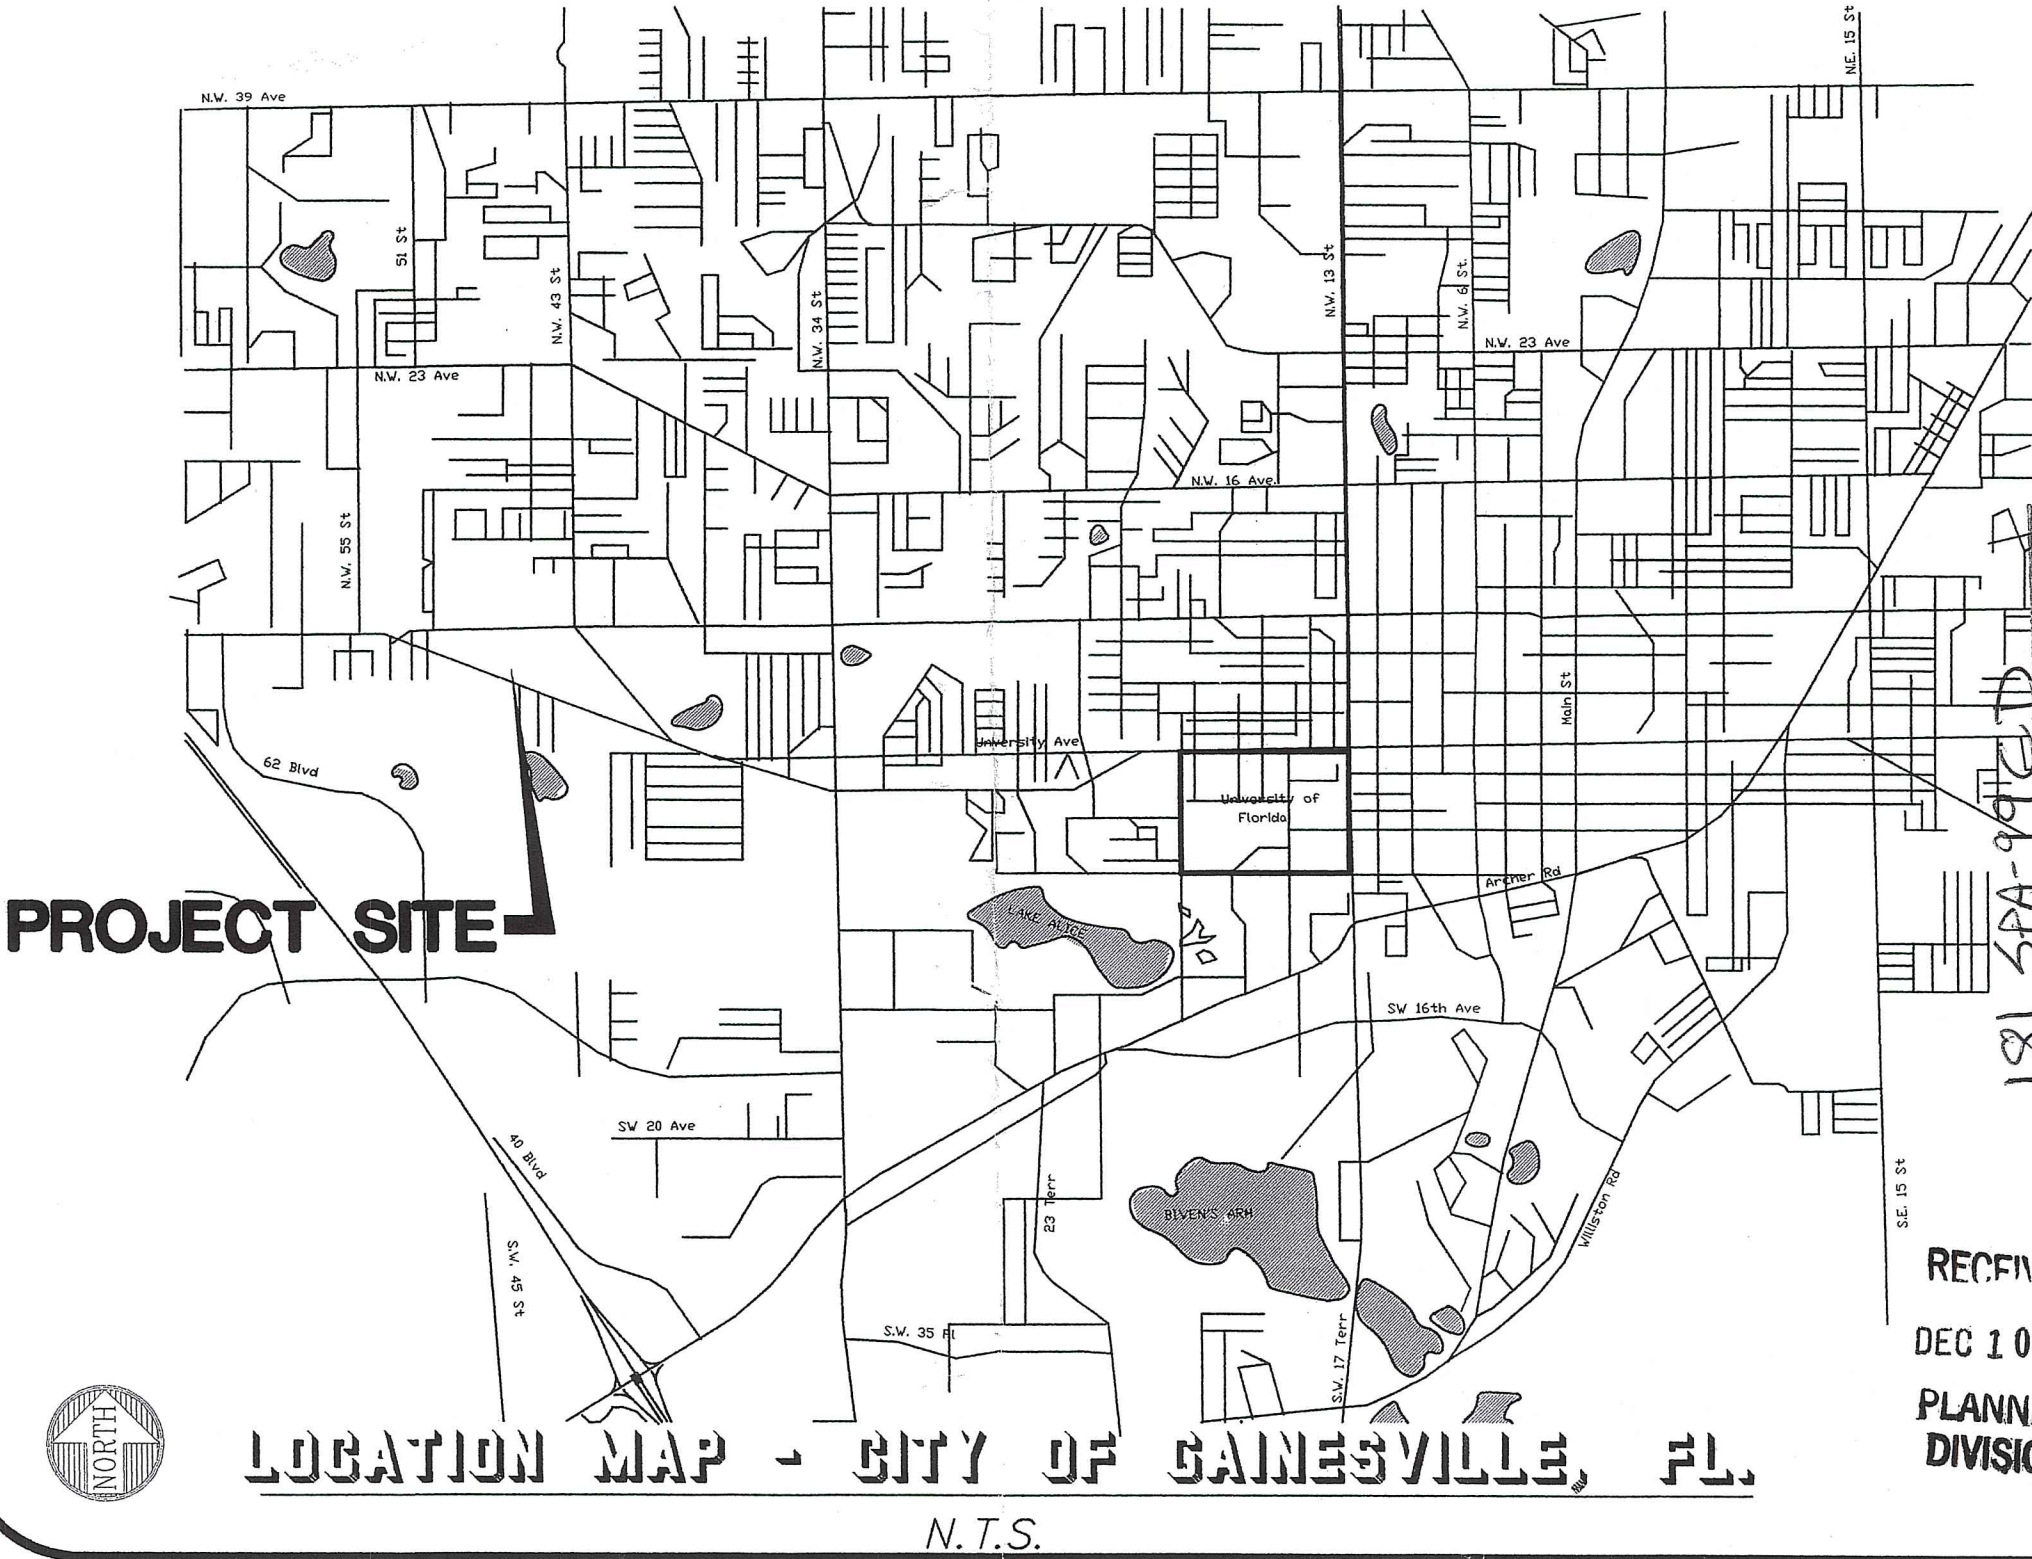 N.E. 15 St
N.W. 39 Ave
51 St
N.W. 43 St
N.W. 34 St
N.W. 13 St
N.W. 6 St.
N.W. 23 Ave
N.W. 23 Ave
N.W. 16 Ave.
N.W. 55 St
Main St
University Ave
62 Blvd
University of
Florida
Archer Rd
PROJECT SITE
LAKE ALICE
SW 16th Ave
SW 20 Ave
40 Blvd
23 Terr
BIVEN'S ARM
Williston Rd
S.E. 15 St
S.W. 45 St
S.W. 35 Pl
S.W. 17 Terr
DEC 10
NORTH
LOCATION MAP - CITY OF GAINESVILLE, FL.
N.T.S.